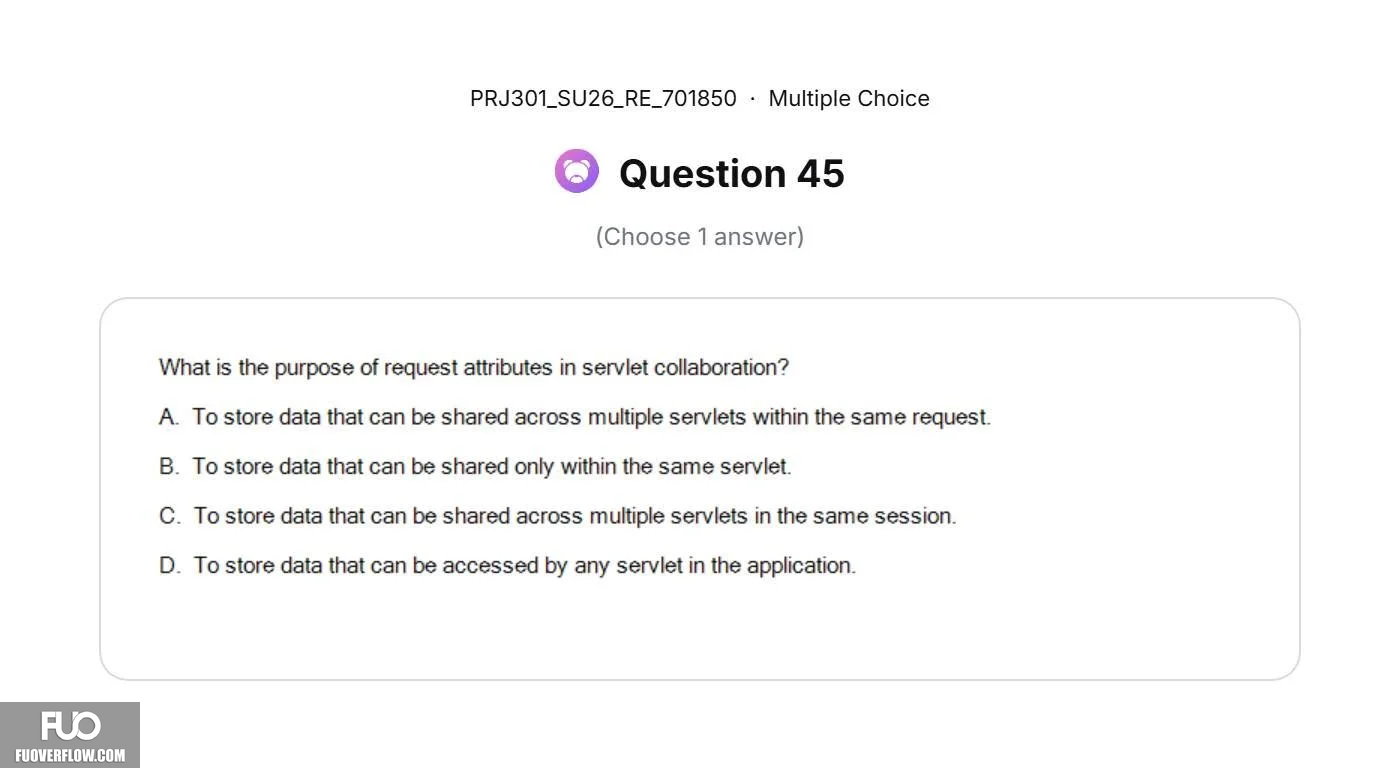 PRJ301_SU26_RE_701850 · Multiple Choice
Question 45
(Choose 1 answer)
What is the purpose of request attributes in servlet collaboration?
A. To store data that can be shared across multiple servlets within the same request.
B. To store data that can be shared only within the same servlet.
C. To store data that can be shared across multiple servlets in the same session.
D. To store data that can be accessed by any servlet in the application.
FUO
FUOVERFLOW.COM